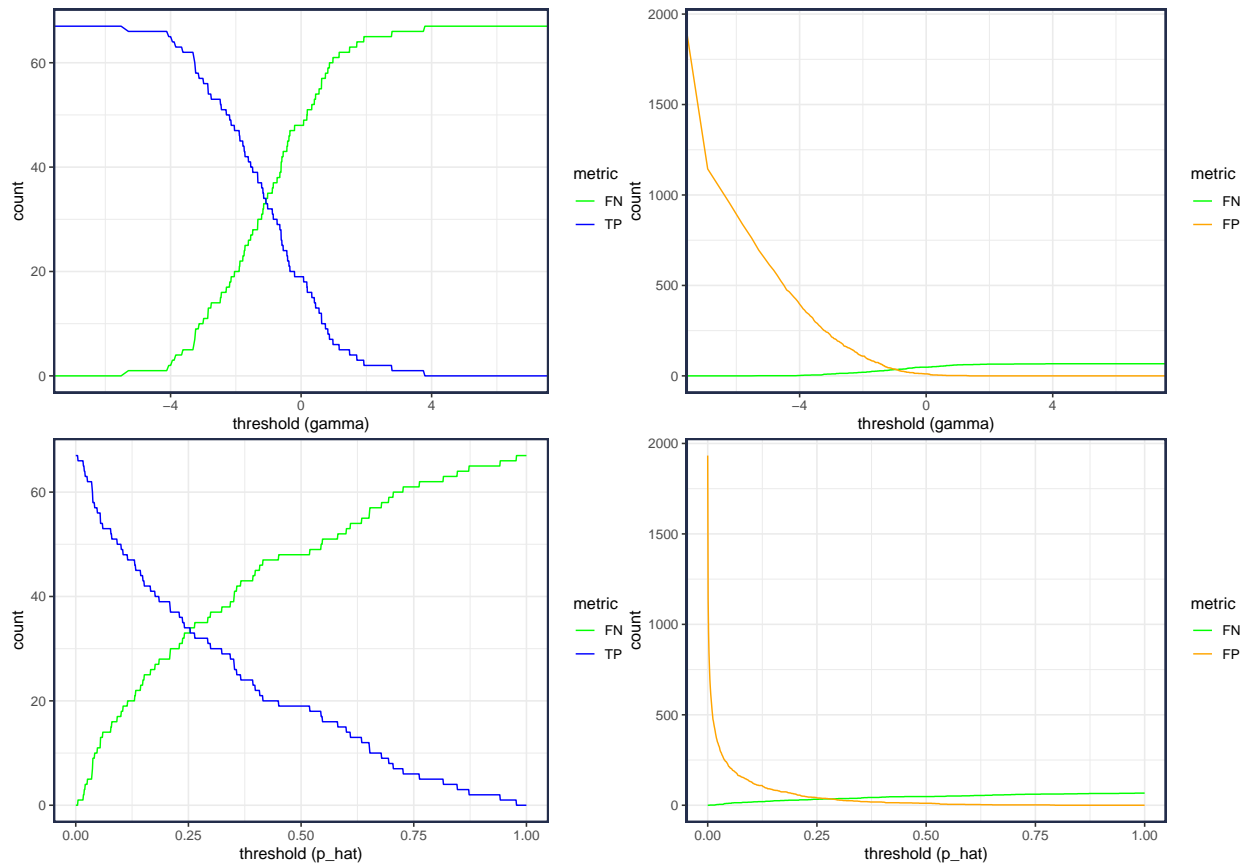 60
40
20
0
count
−4
0
4
threshold (gamma)
metric
FN
TP
2000
1500
1000
500
0
count
−4
0
4
threshold (gamma)
metric
FN
FP
60
40
20
0
count
0.00
0.25
0.50
0.75
1.00
threshold (p_hat)
metric
FN
TP
2000
1500
1000
500
0
count
0.00
0.25
0.50
0.75
1.00
threshold (p_hat)
metric
FN
FP